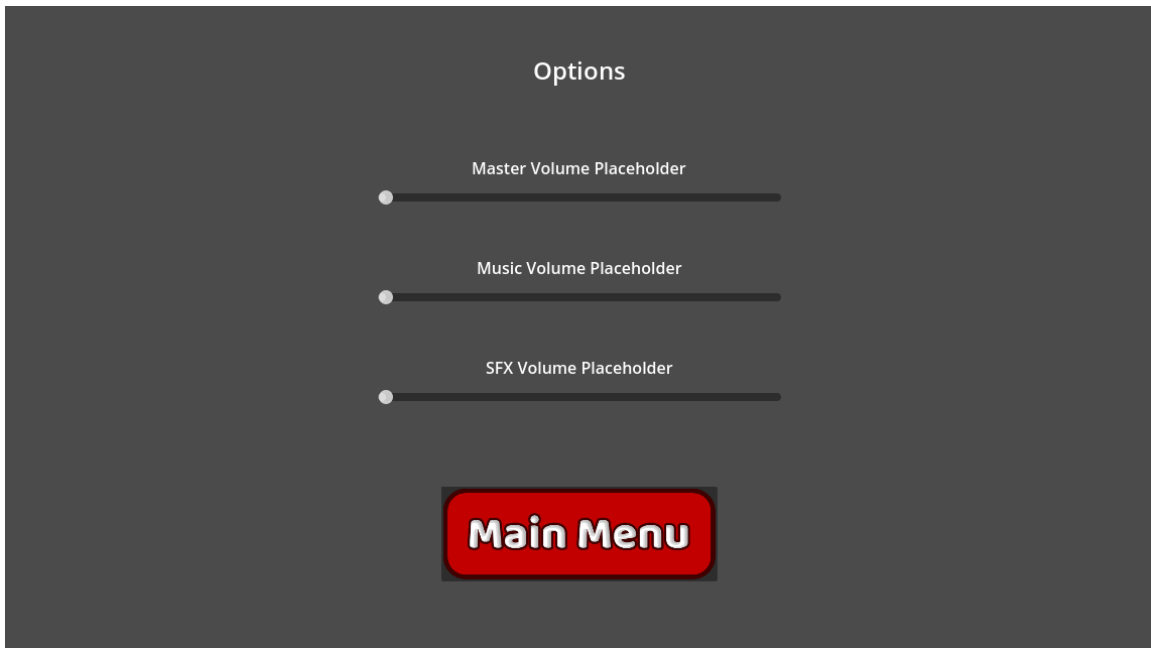 Options
Master Volume Placeholder
Music Volume Placeholder
SFX Volume Placeholder
Main Menu